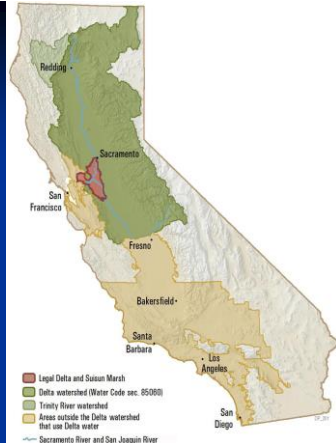 Redding
Sacramento
San
Francisco
Fresno
Bakersfield
Santa
Barbara
Los
Angeles
San
Diego
Legal Delta and Suisun Marsh
Delta watershed (Water Code sec. 85060)
Trinity River watershed
Areas outside the Delta watershed
that use Delta water
Sacramento River and San Joaquin River